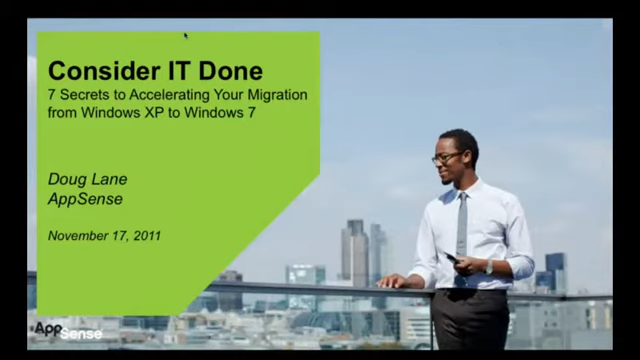 Consider IT Done
7 Secrets to Accelerating Your Migration
from Windows XP to Windows 7
Doug Lane
AppSense
November 17, 2011
AppSense